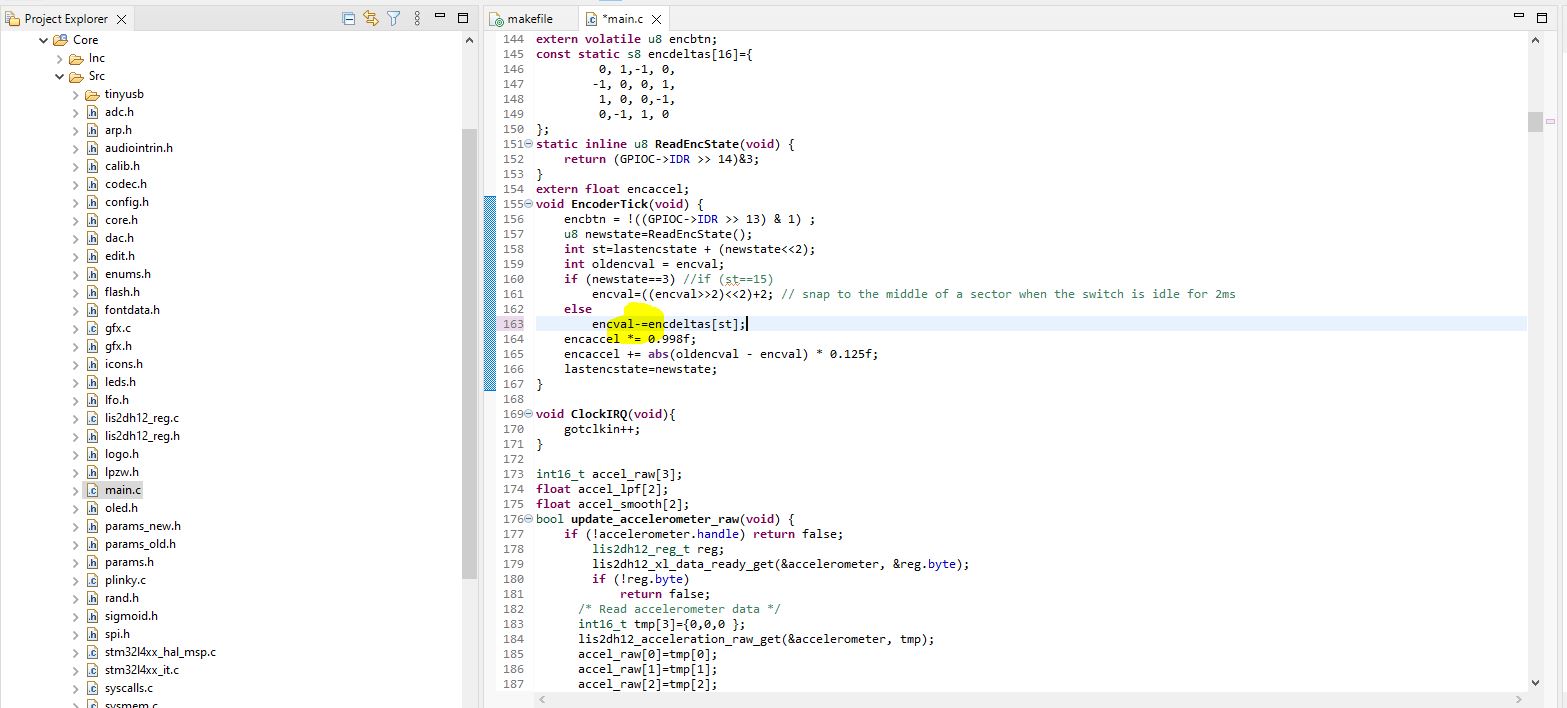 Project Explorer
Core
Inc
Src
tinyusb
adc.h
arp.h
audiointrin.h
calib.h
codec.h
config.h
core.h
dac.h
edit.h
enums.h
flash.h
fontdata.h
gfx.c
gfx.h
icons.h
leds.h
lfo.h
lis2dh12_reg.c
lis2dh12_reg.h
logo.h
lpzw.h
main.c
oled.h
params_new.h
params_old.h
params.h
plinky.c
rand.h
sigmoid.h
spi.h
stm32l4xx_hal_msp.c
stm32l4xx_it.c
syscalls.c
sysmem.c
makefile
*main.c
144 extern volatile u8 encbtn;
145 const static s8 encdeltas[16]={
146 0, 1,-1, 0,
147 -1, 0, 0, 1,
148 1, 0, 0,-1,
149 0,-1, 1, 0
150 };
151 static inline u8 ReadEncState(void) {
152 return (GPIOC->IDR >> 14)&3;
153 }
154 extern float encaccel;
155 void EncoderTick(void) {
156 encbtn = !((GPIOC->IDR >> 13) & 1) ;
157 u8 newstate=ReadEncState();
158 int st=lastencstate + (newstate<<2);
159 int oldencval = encval;
160 if (newstate==3) //if (st==15)
161 encval=((encval>>2)<<2)+2; // snap to the middle of a sector when the switch is idle for 2ms
162 else
163 encval-=encdeltas[st];
164 encaccel *= 0.998f;
165 encaccel += abs(oldencval - encval) * 0.125f;
166 lastencstate=newstate;
167 }
168
169 void ClockIRQ(void){
170 gotclkin++;
171 }
172
173 int16_t accel_raw[3];
174 float accel_lpf[2];
175 float accel_smooth[2];
176 bool update_accelerometer_raw(void) {
177 if (!accelerometer.handle) return false;
178 lis2dh12_reg_t reg;
179 lis2dh12_xl_data_ready_get(&accelerometer, &reg.byte);
180 if (!reg.byte)
181 return false;
182 /* Read accelerometer data */
183 int16_t tmp[3]={0,0,0 };
184 lis2dh12_acceleration_raw_get(&accelerometer, tmp);
185 accel_raw[0]=tmp[0];
186 accel_raw[1]=tmp[1];
187 accel_raw[2]=tmp[2];